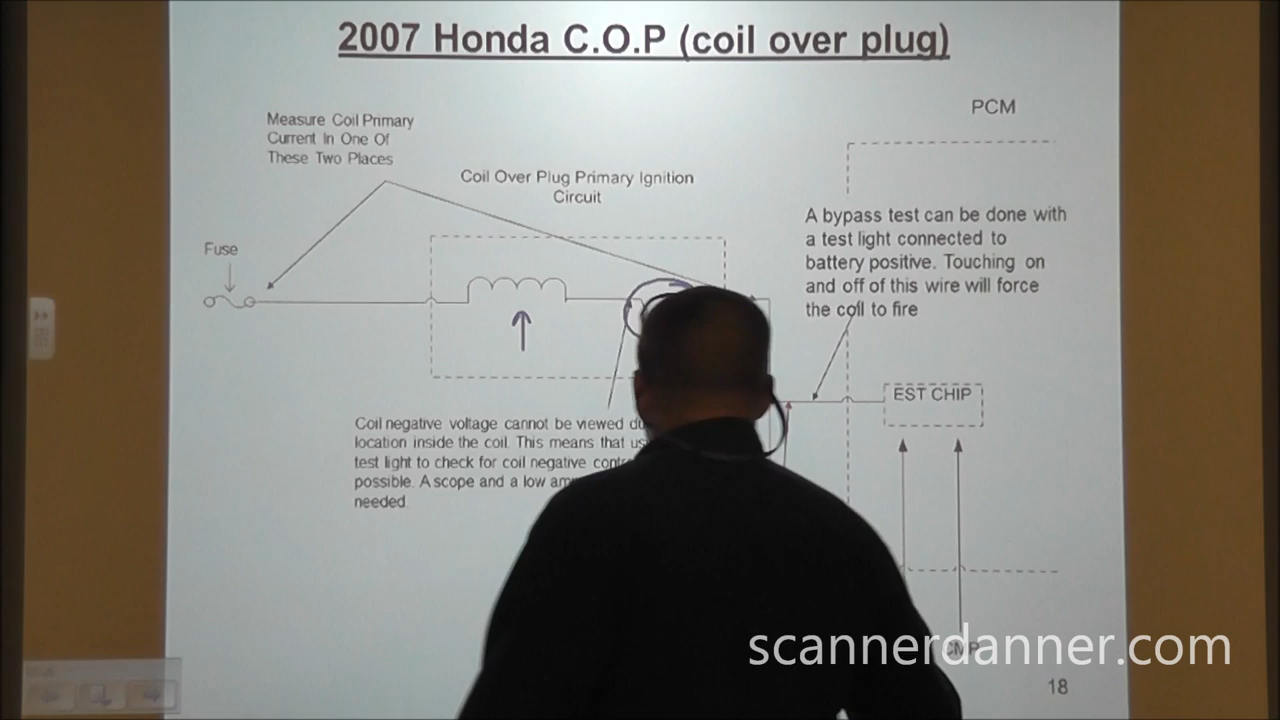 2007 Honda C.O.P (coil over plug)
Measure Coil Primary
Current In One Of
These Two Places
Coil Over Plug Primary Ignition
Circuit
PCM
Fuse
A bypass test can be done with
a test light connected to
battery positive. Touching on
and off of this wire will force
the coil to fire
EST CHIP
Coil negative voltage cannot be viewed
location inside the coil. This means that
test light to check for coil negative
possible. A scope and a low
needed.
CMP
scannerdanner.com
18